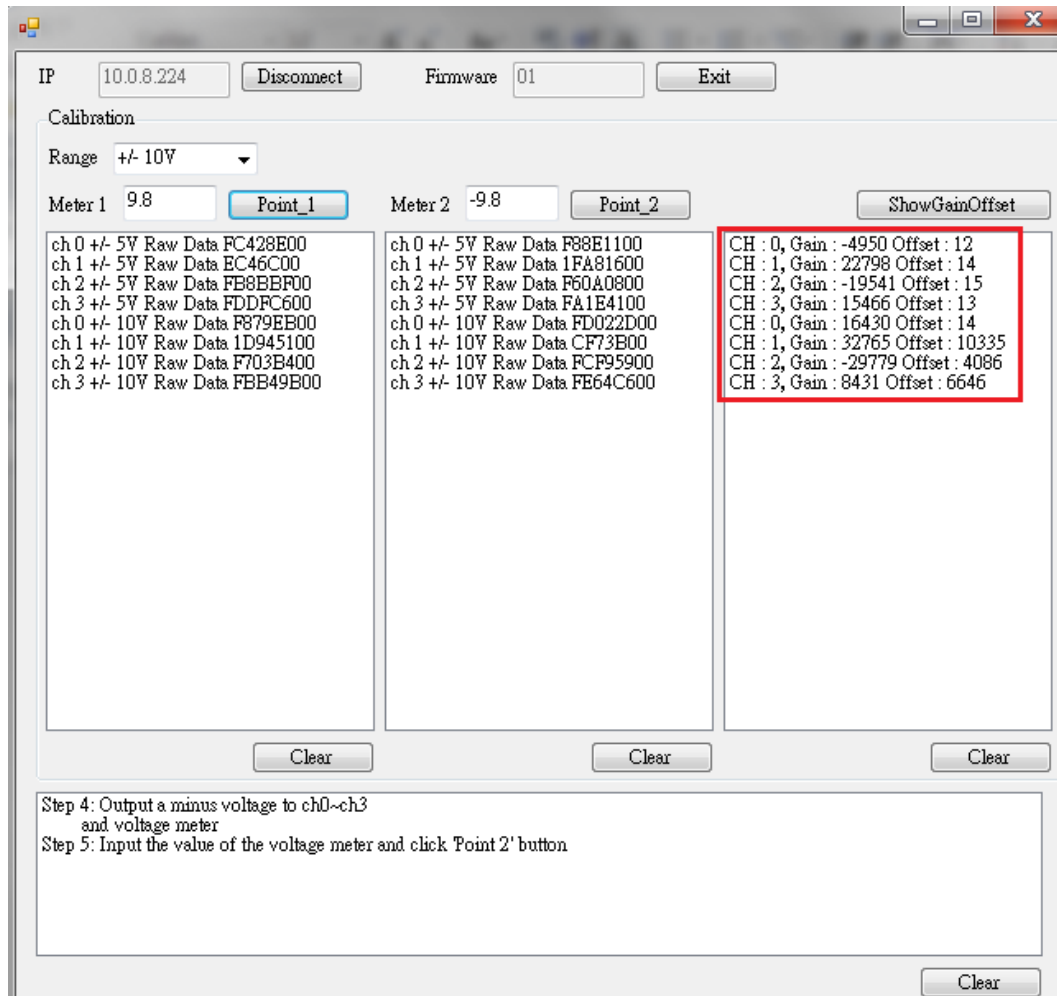 IP 10.0.8.224 Disconnect Firmware 01 Exit
Calibration
Range +/- 10V
Meter 1 9.8 Point_1 Meter 2 -9.8 Point_2 ShowGainOffset
ch 0 +/- 5V Raw Data FC428E00
ch 1 +/- 5V Raw Data EC46C00
ch 2 +/- 5V Raw Data FB8BBF00
ch 3 +/- 5V Raw Data FDDFC600
ch 0 +/- 10V Raw Data F879EB00
ch 1 +/- 10V Raw Data 1D945100
ch 2 +/- 10V Raw Data F703B400
ch 3 +/- 10V Raw Data FBB49B00
Clear
ch 0 +/- 5V Raw Data F88E1100
ch 1 +/- 5V Raw Data 1FA81600
ch 2 +/- 5V Raw Data F60A0800
ch 3 +/- 5V Raw Data FA1E4100
ch 0 +/- 10V Raw Data FD022D00
ch 1 +/- 10V Raw Data CF73B00
ch 2 +/- 10V Raw Data FCF95900
ch 3 +/- 10V Raw Data FE64C600
Clear
CH : 0, Gain : -4950 Offset : 12
CH : 1, Gain : 22798 Offset : 14
CH : 2, Gain : -19541 Offset : 15
CH : 3, Gain : 15466 Offset : 13
CH : 0, Gain : 16430 Offset : 14
CH : 1, Gain : 32765 Offset : 10335
CH : 2, Gain : -29779 Offset : 4086
CH : 3, Gain : 8431 Offset : 6646
Clear
Step 4: Output a minus voltage to ch0~ch3
and voltage meter
Step 5: Input the value of the voltage meter and click 'Point 2' button
Clear